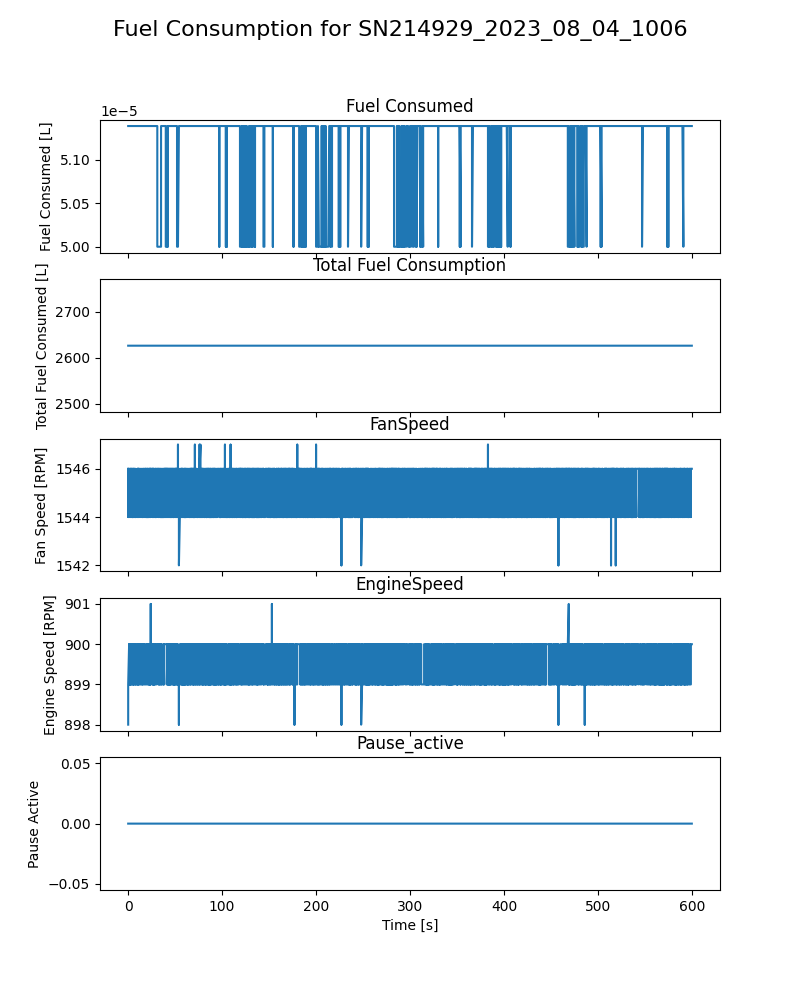 Fuel Consumption for SN214929_2023_08_04_1006
1e−5
Fuel Consumed
Fuel Consumed [L]
5.10
5.05
5.00
Total Fuel Consumption
Total Fuel Consumed [L]
2700
2600
2500
FanSpeed
Fan Speed [RPM]
1546
1544
1542
EngineSpeed
Engine Speed [RPM]
901
900
899
898
Pause_active
Pause Active
0.05
0.00
−0.05
0 100 200 300 400 500 600
Time [s]